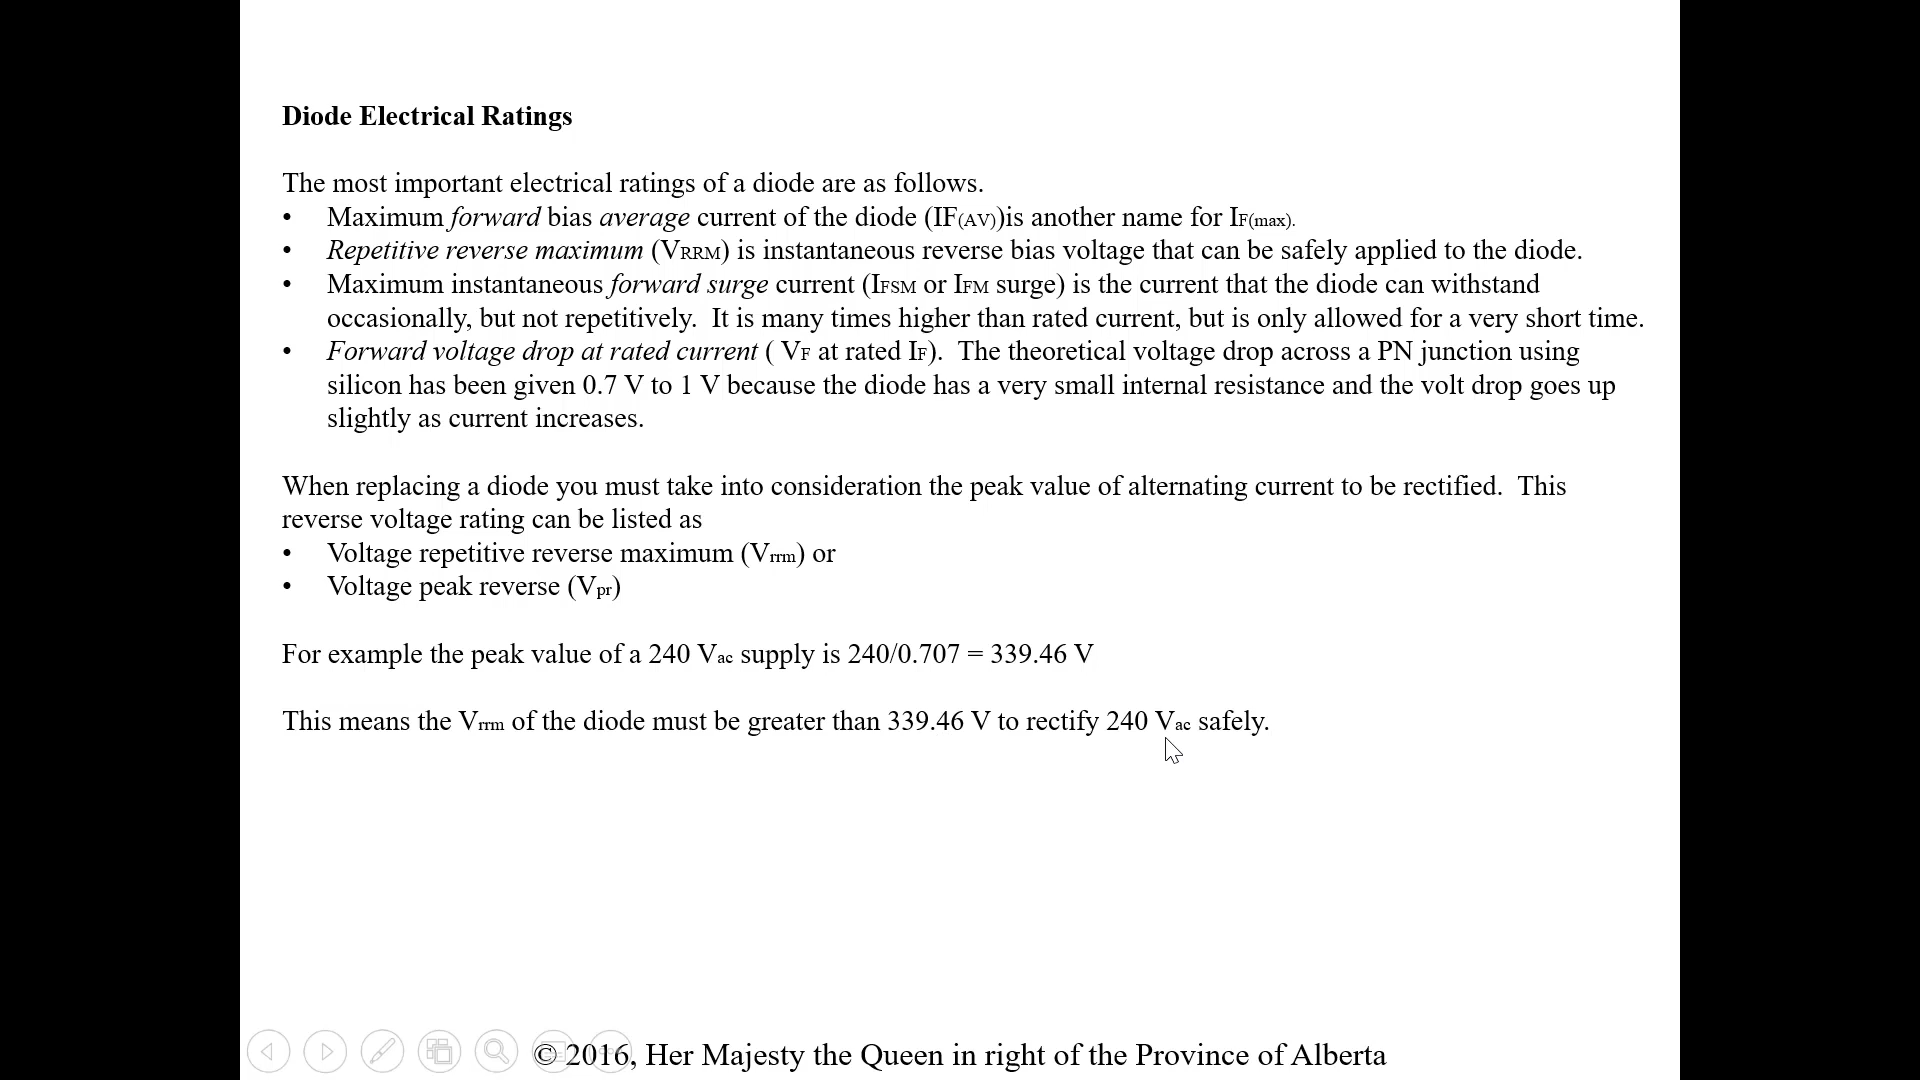 Diode Electrical Ratings
The most important electrical ratings of a diode are as follows.
• Maximum forward bias average current of the diode (IF(AV))is another name for IF(max).
• Repetitive reverse maximum (VRRM) is instantaneous reverse bias voltage that can be safely applied to the diode.
• Maximum instantaneous forward surge current (IFSM or IFM surge) is the current that the diode can withstand
occasionally, but not repetitively.  It is many times higher than rated current, but is only allowed for a very short time.
• Forward voltage drop at rated current ( VF at rated IF).  The theoretical voltage drop across a PN junction using
silicon has been given 0.7 V to 1 V because the diode has a very small internal resistance and the volt drop goes up
slightly as current increases.
When replacing a diode you must take into consideration the peak value of alternating current to be rectified.  This
reverse voltage rating can be listed as
• Voltage repetitive reverse maximum (Vrrm) or
• Voltage peak reverse (Vpr)
For example the peak value of a 240 Vac supply is 240/0.707 = 339.46 V
This means the Vrrm of the diode must be greater than 339.46 V to rectify 240 Vac safely.
© 2016, Her Majesty the Queen in right of the Province of Alberta